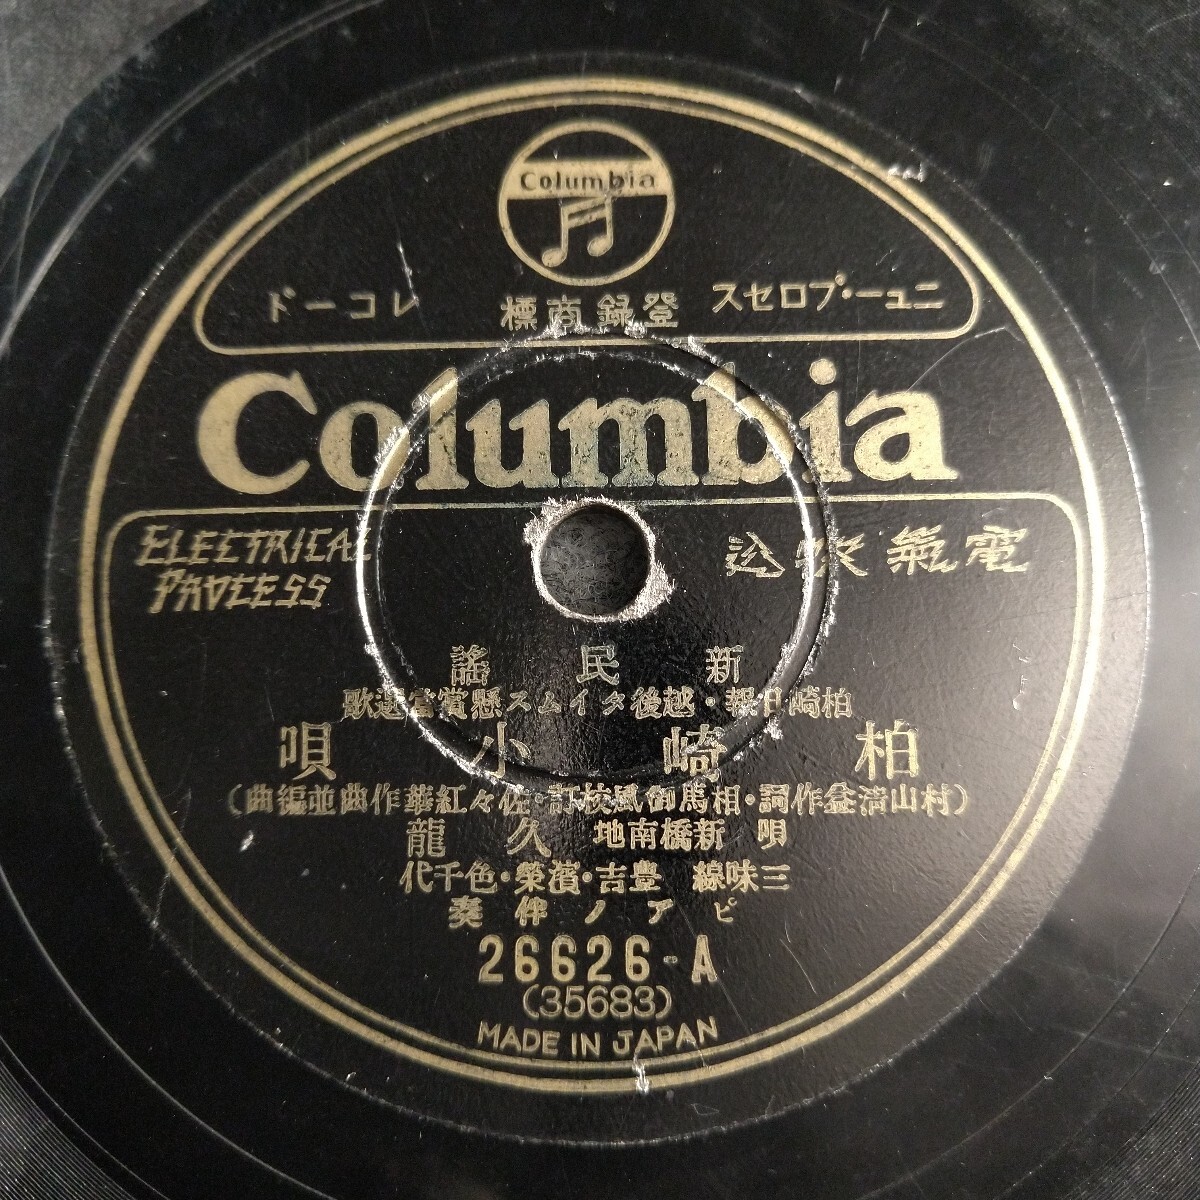 Columbia
ニュー・プロセス 登録商標 レコード
Columbia
ELECTRICAL
PROCESS
電氣吹込
新民謠
柏崎日報・越後タイムス懸賞當選歌
柏崎小唄
(村山作詞・相馬御風校訂・佐々紅華作曲並編曲)
唄 新橋南地 久龍
三味線 豊吉・濱榮・色千代
ピアノ伴奏
26626-A
(35683)
MADE IN JAPAN